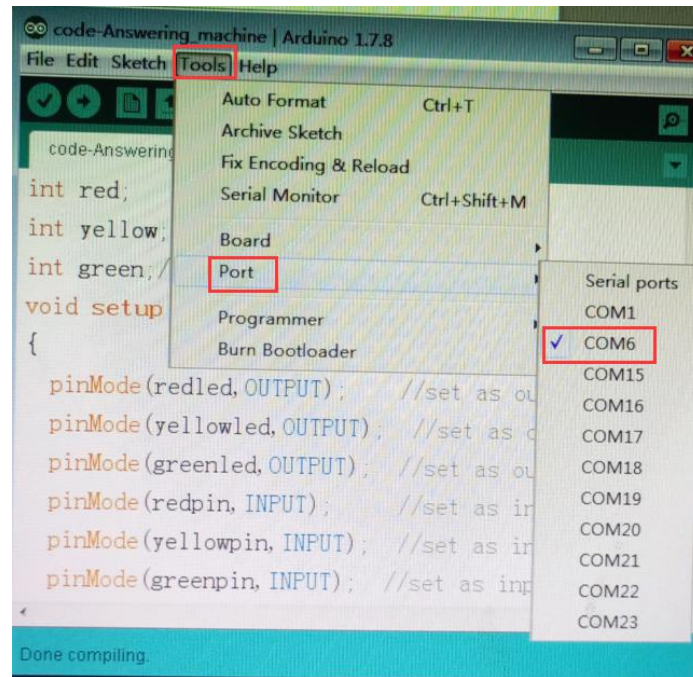 code-Answering_machine | Arduino 1.7.8
File Edit Sketch Tools Help
Auto Format Ctrl+T
Archive Sketch
Fix Encoding & Reload
Serial Monitor Ctrl+Shift+M
Board
Port
Programmer
Burn Bootloader
Serial ports
COM1
COM6
COM15
COM16
COM17
COM18
COM19
COM20
COM21
COM22
COM23
code-Answering
int red;
int yellow;
int green;/
void setup
{
pinMode(redled,OUTPUT); //set as ou
pinMode(yellowled,OUTPUT); //set as o
pinMode(greenled,OUTPUT); //set as ou
pinMode(redpin,INPUT); //set as in
pinMode(yellowpin,INPUT); //set as in
pinMode(greenpin,INPUT); //set as inp
Done compiling.